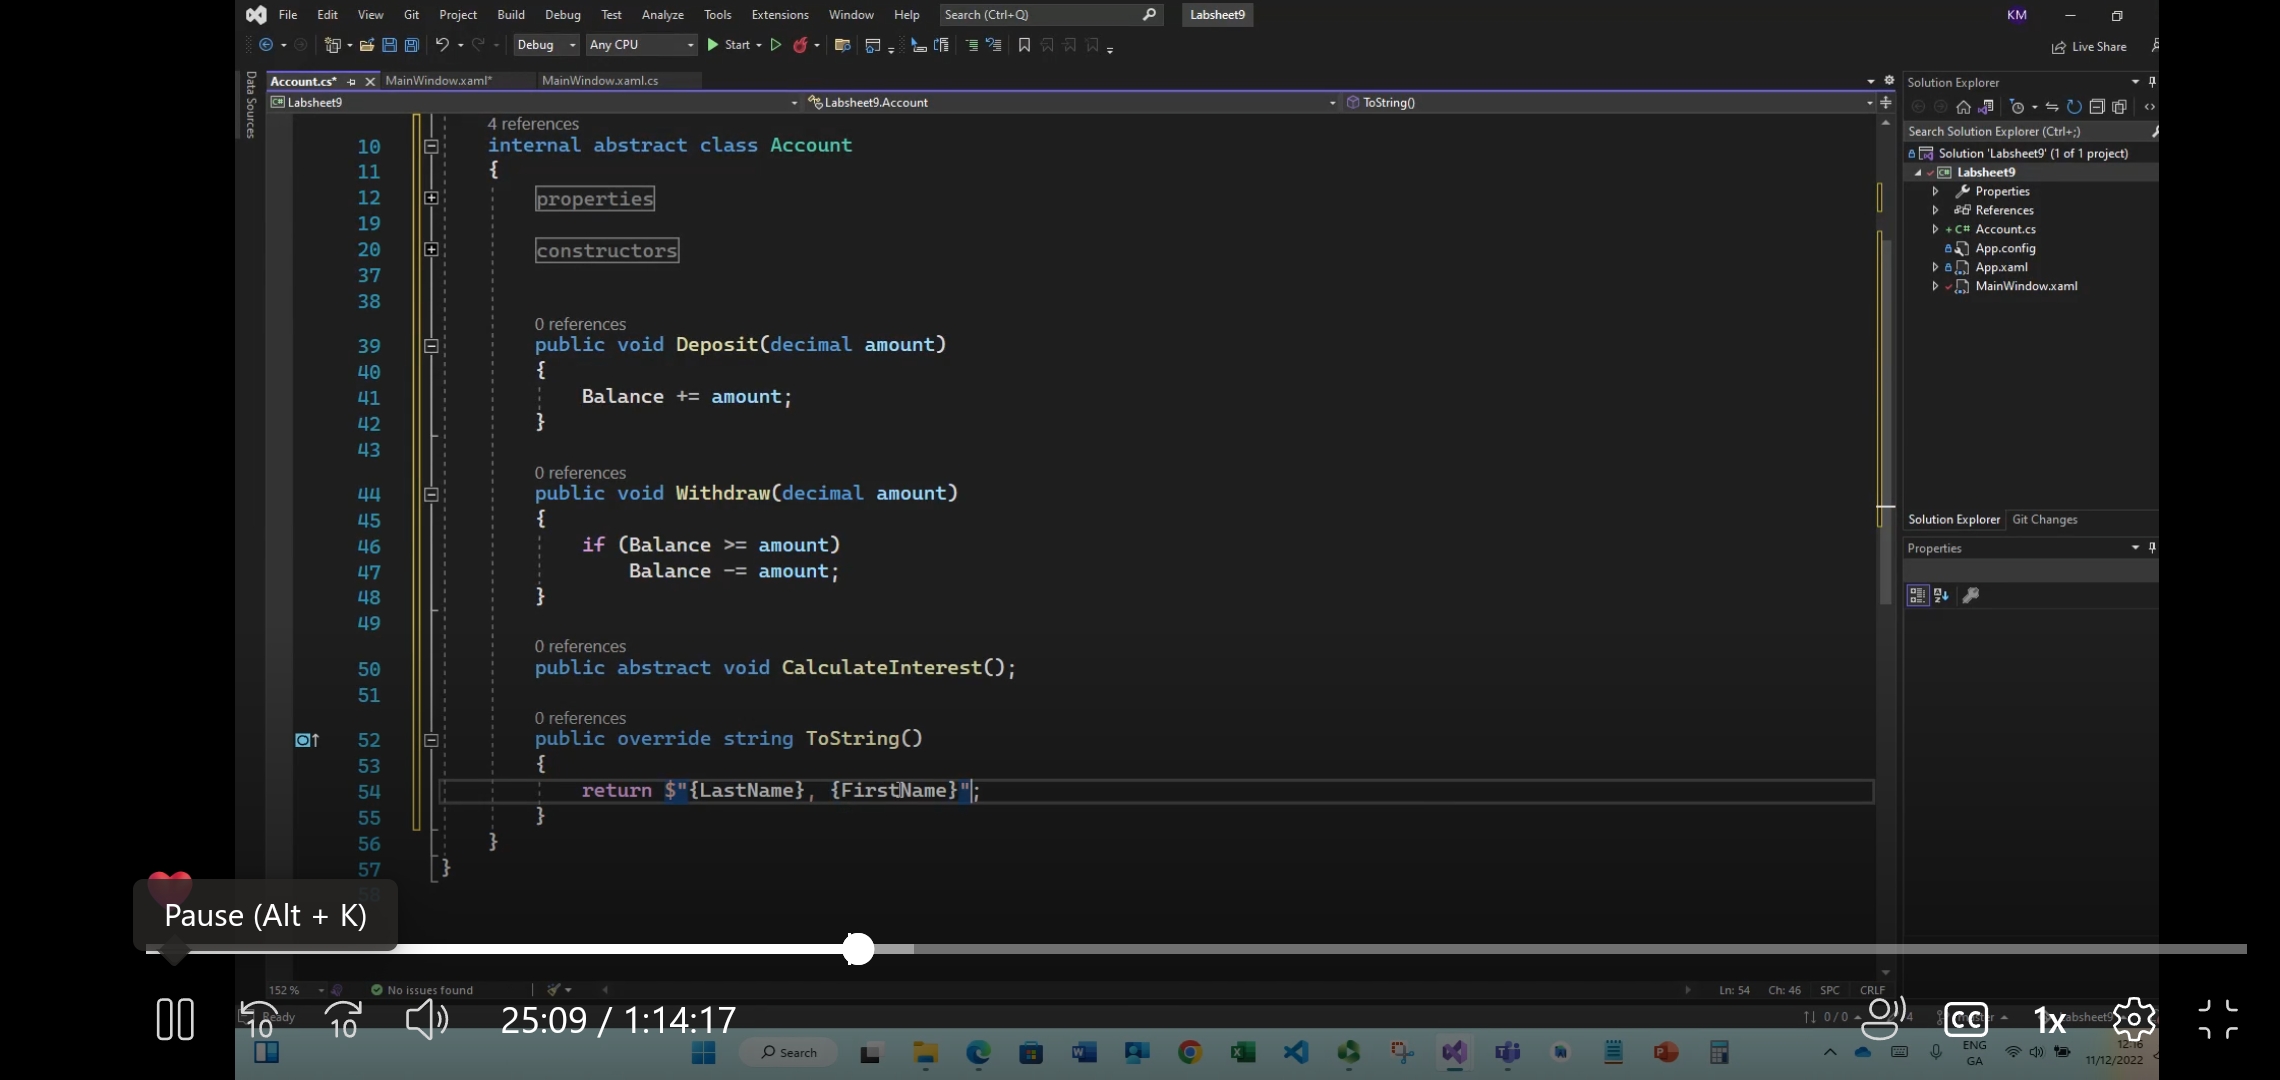 File Edit View Git Project Build Debug Test Analyze Tools Extensions Window Help Search (Ctrl+Q) Labsheet9 KM
Debug Any CPU Start Live Share
Data Sources
Account.cs* MainWindow.xaml* MainWindow.xaml.cs
Labsheet9 Labsheet9.Account ToString()
4 references
10 internal abstract class Account
11 {
12 properties
19
20 constructors
37
38
0 references
39 public void Deposit(decimal amount)
40 {
41 Balance += amount;
42 }
43
0 references
44 public void Withdraw(decimal amount)
45 {
46 if (Balance >= amount)
47 Balance -= amount;
48 }
49
0 references
50 public abstract void CalculateInterest();
51
0 references
52 public override string ToString()
53 {
54 return $"{LastName}, {FirstName}";
55 }
56 }
57 }
58
Solution Explorer
Search Solution Explorer (Ctrl+;)
Solution 'Labsheet9' (1 of 1 project)
Labsheet9
Properties
References
C# Account.cs
App.config
App.xaml
MainWindow.xaml
Solution Explorer Git Changes
Properties
Pause (Alt + K)
152 % No issues found Ln: 54 Ch: 46 SPC CRLF
Ready 0 / 0
10 10 25:09 / 1:14:17 CC 1x
Search ENG
GA
12:16
11/12/2022